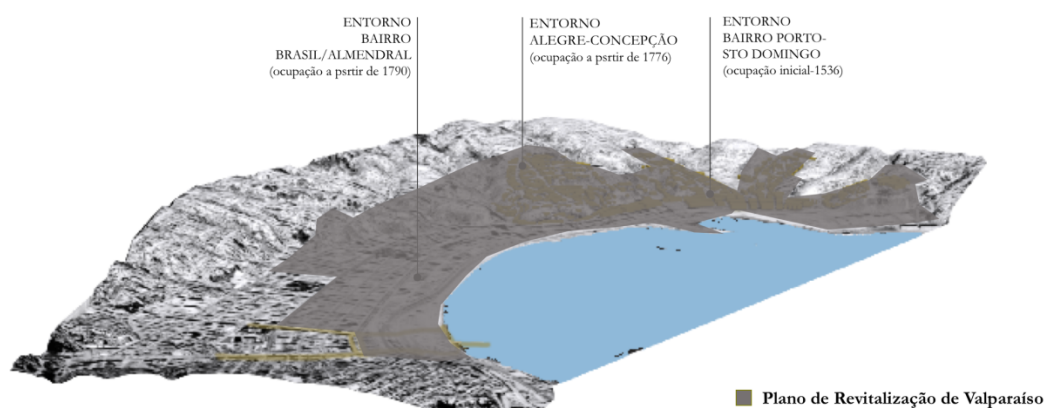 ENTORNO
BAIRRO
BRASIL/ALMENDRAL
(ocupação a psrtir de 1790)
ENTORNO
ALEGRE-CONCEPÇÃO
(ocupação a psrtir de 1776)
ENTORNO
BAIRRO PORTO-
STO DOMINGO
(ocupação inicial-1536)
Plano de Revitalização de Valparaíso